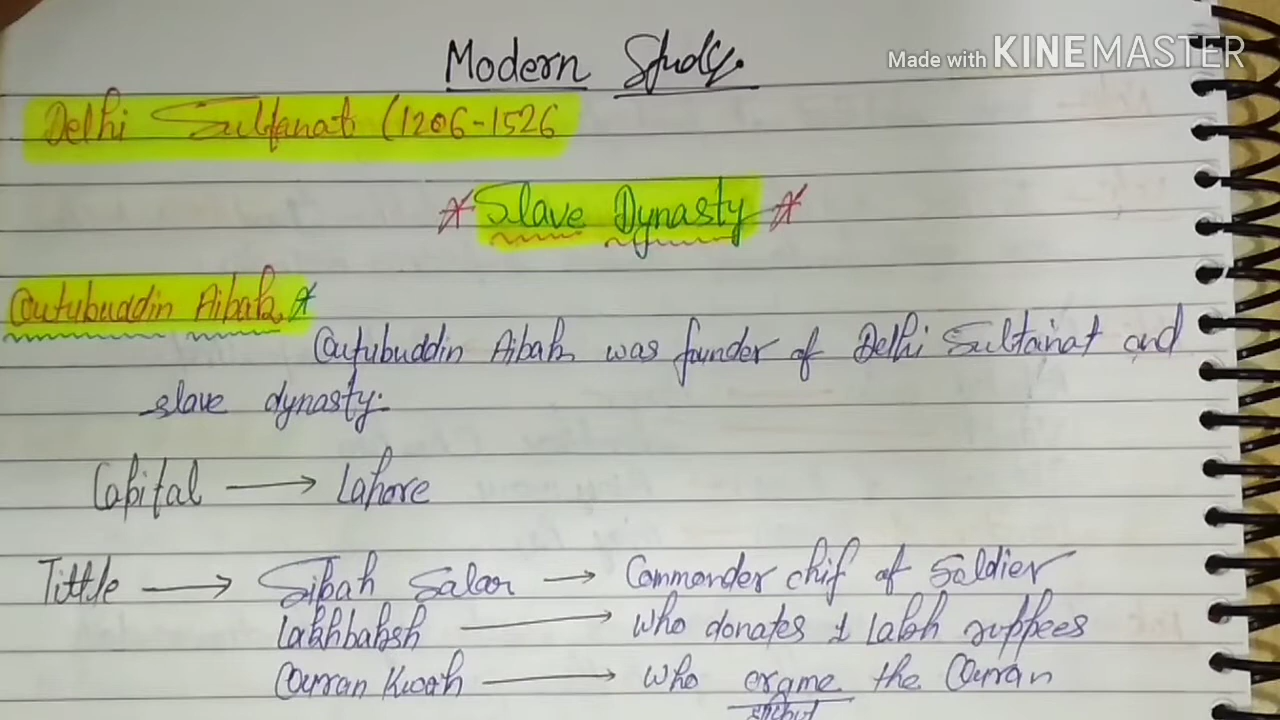 Modern Study.
Made with KINEMASTER
Delhi Sultanat (1206-1526
Slave Dynasty
Qutubuddin Aibak
Qutubuddin Aibak was founder of Delhi Sultanat and
slave dynasty.
Capital → Lahore
Tittle → Sipah Salar → Commander chif of Soldier
Lakhbaksh → who donates 1 Lakh ruppees
Quran Kwah → who the Quran